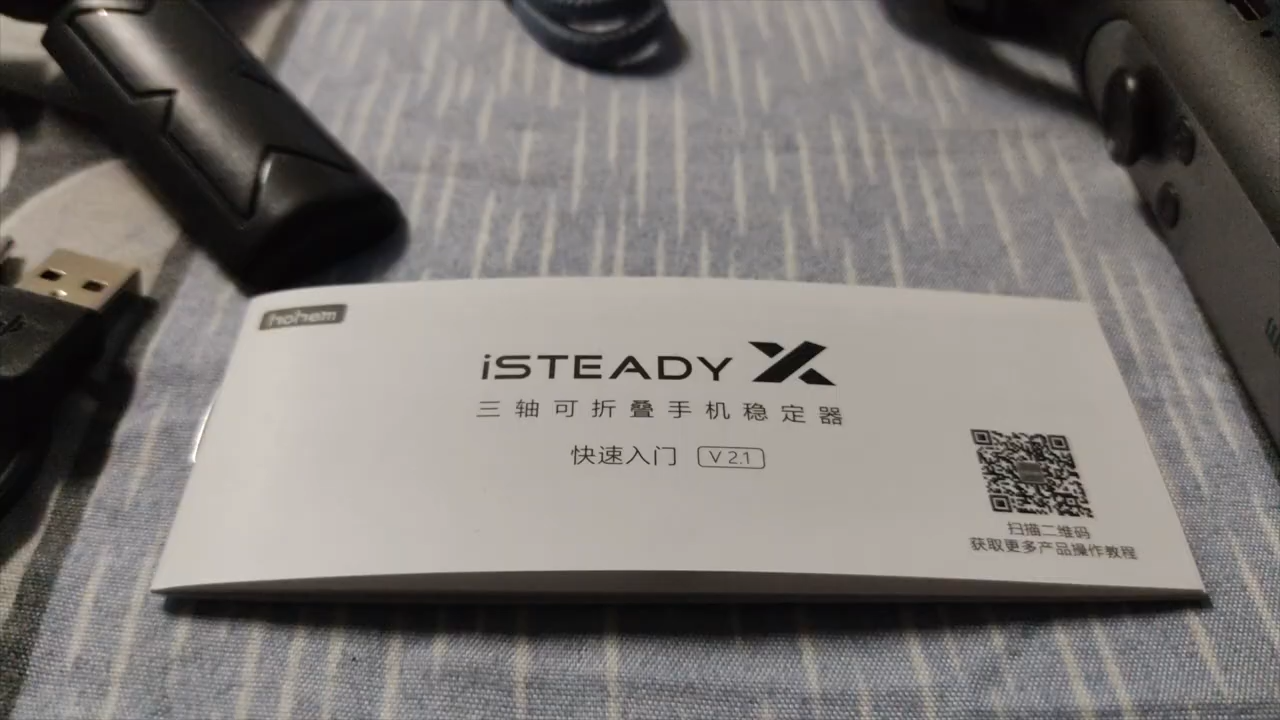 hohem
iSTEADY X
三轴可折叠手机稳定器
快速入门 V 2.1
扫描二维码
获取更多产品操作教程